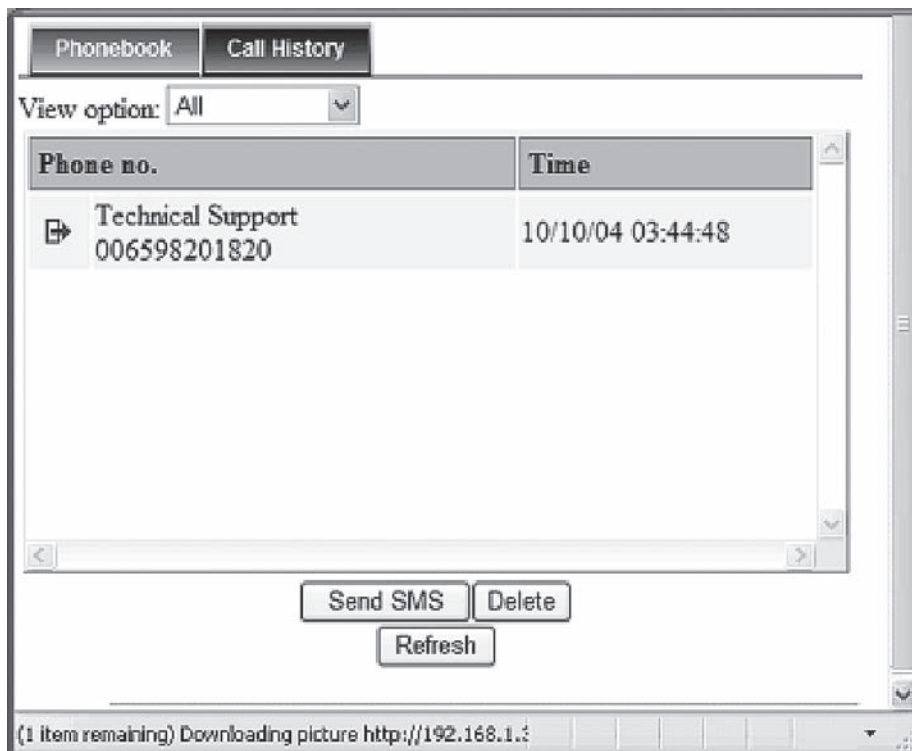 Phonebook Call History
View option: All
Phone no. Time
Technical Support
006598201820 10/10/04 03:44:48
Send SMS Delete
Refresh
(1 item remaining) Downloading picture http://192.168.1.